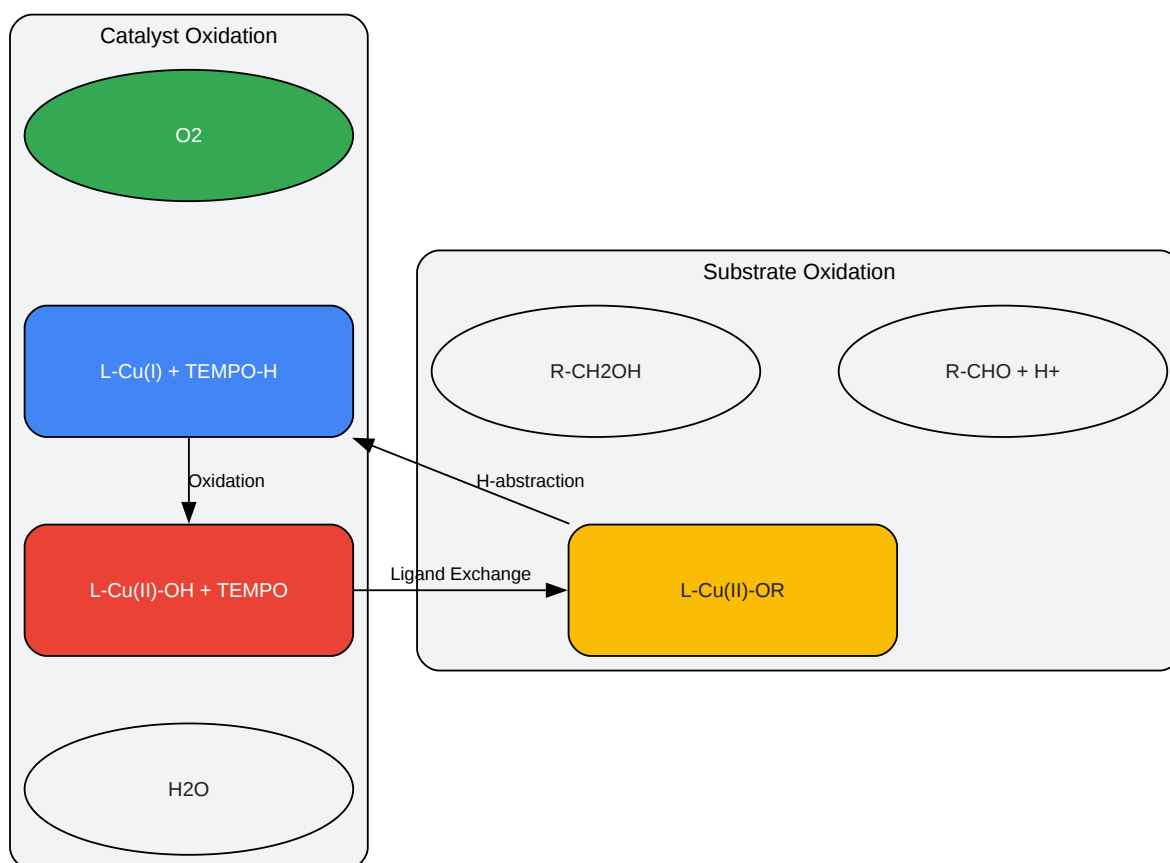 Catalyst Oxidation
O2
L-Cu(I) + TEMPO-H
Oxidation
L-Cu(II)-OH + TEMPO
H2O
Ligand Exchange
H-abstraction
Substrate Oxidation
R-CH2OH
R-CHO + H+
L-Cu(II)-OR